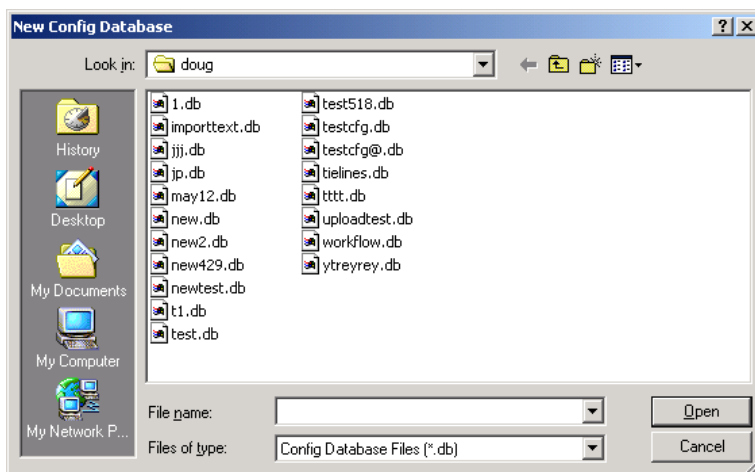 New Config Database
Look in: doug
History
Desktop
My Documents
My Computer
My Network P...
1.db
importtext.db
jjj.db
jp.db
may12.db
new.db
new2.db
new429.db
newtest.db
t1.db
test.db
test518.db
testcfg.db
testcfg@.db
tielines.db
tttt.db
uploadtest.db
workflow.db
ytreyrey.db
File name:
Open
Files of type: Config Database Files (*.db)
Cancel